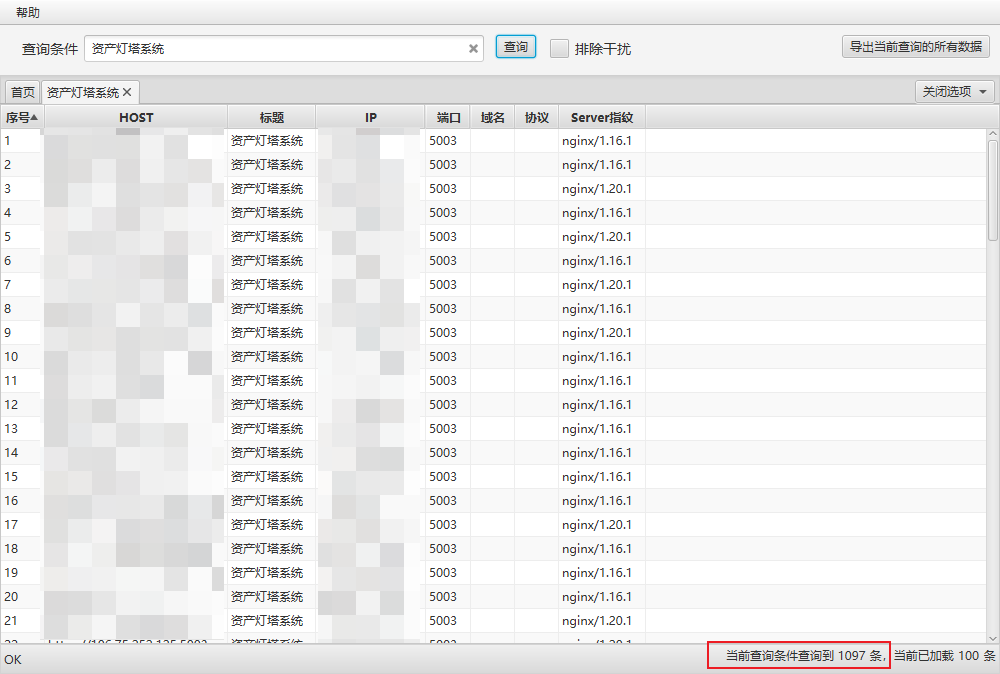 帮助
查询条件 资产灯塔系统 查询 排除干扰 导出当前查询的所有数据
首页 资产灯塔系统 关闭选项
序号 HOST 标题 IP 端口 域名 协议 Server指纹
1 资产灯塔系统 5003 nginx/1.16.1
2 资产灯塔系统 5003 nginx/1.16.1
3 资产灯塔系统 5003 nginx/1.20.1
4 资产灯塔系统 5003 nginx/1.16.1
5 资产灯塔系统 5003 nginx/1.20.1
6 资产灯塔系统 5003 nginx/1.16.1
7 资产灯塔系统 5003 nginx/1.20.1
8 资产灯塔系统 5003 nginx/1.16.1
9 资产灯塔系统 5003 nginx/1.20.1
10 资产灯塔系统 5003 nginx/1.16.1
11 资产灯塔系统 5003 nginx/1.16.1
12 资产灯塔系统 5003 nginx/1.16.1
13 资产灯塔系统 5003 nginx/1.16.1
14 资产灯塔系统 5003 nginx/1.16.1
15 资产灯塔系统 5003 nginx/1.16.1
16 资产灯塔系统 5003 nginx/1.16.1
17 资产灯塔系统 5003 nginx/1.20.1
18 资产灯塔系统 5003 nginx/1.16.1
19 资产灯塔系统 5003 nginx/1.16.1
20 资产灯塔系统 5003 nginx/1.16.1
21 资产灯塔系统 5003 nginx/1.20.1
OK 当前查询条件查询到 1097 条, 当前已加载 100 条